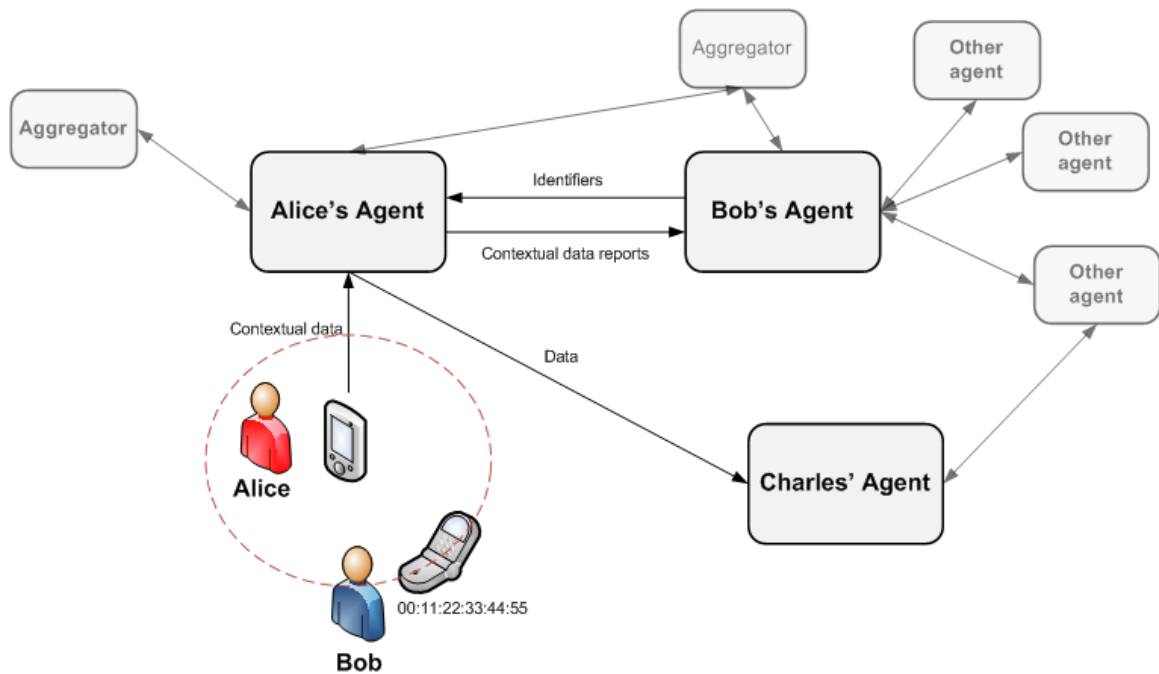 Aggregator
Other
agent
Aggregator
Other
agent
Identifiers
Alice's Agent
Bob's Agent
Contextual data reports
Other
agent
Contextual data
Data
Charles' Agent
Alice
00:11:22:33:44:55
Bob